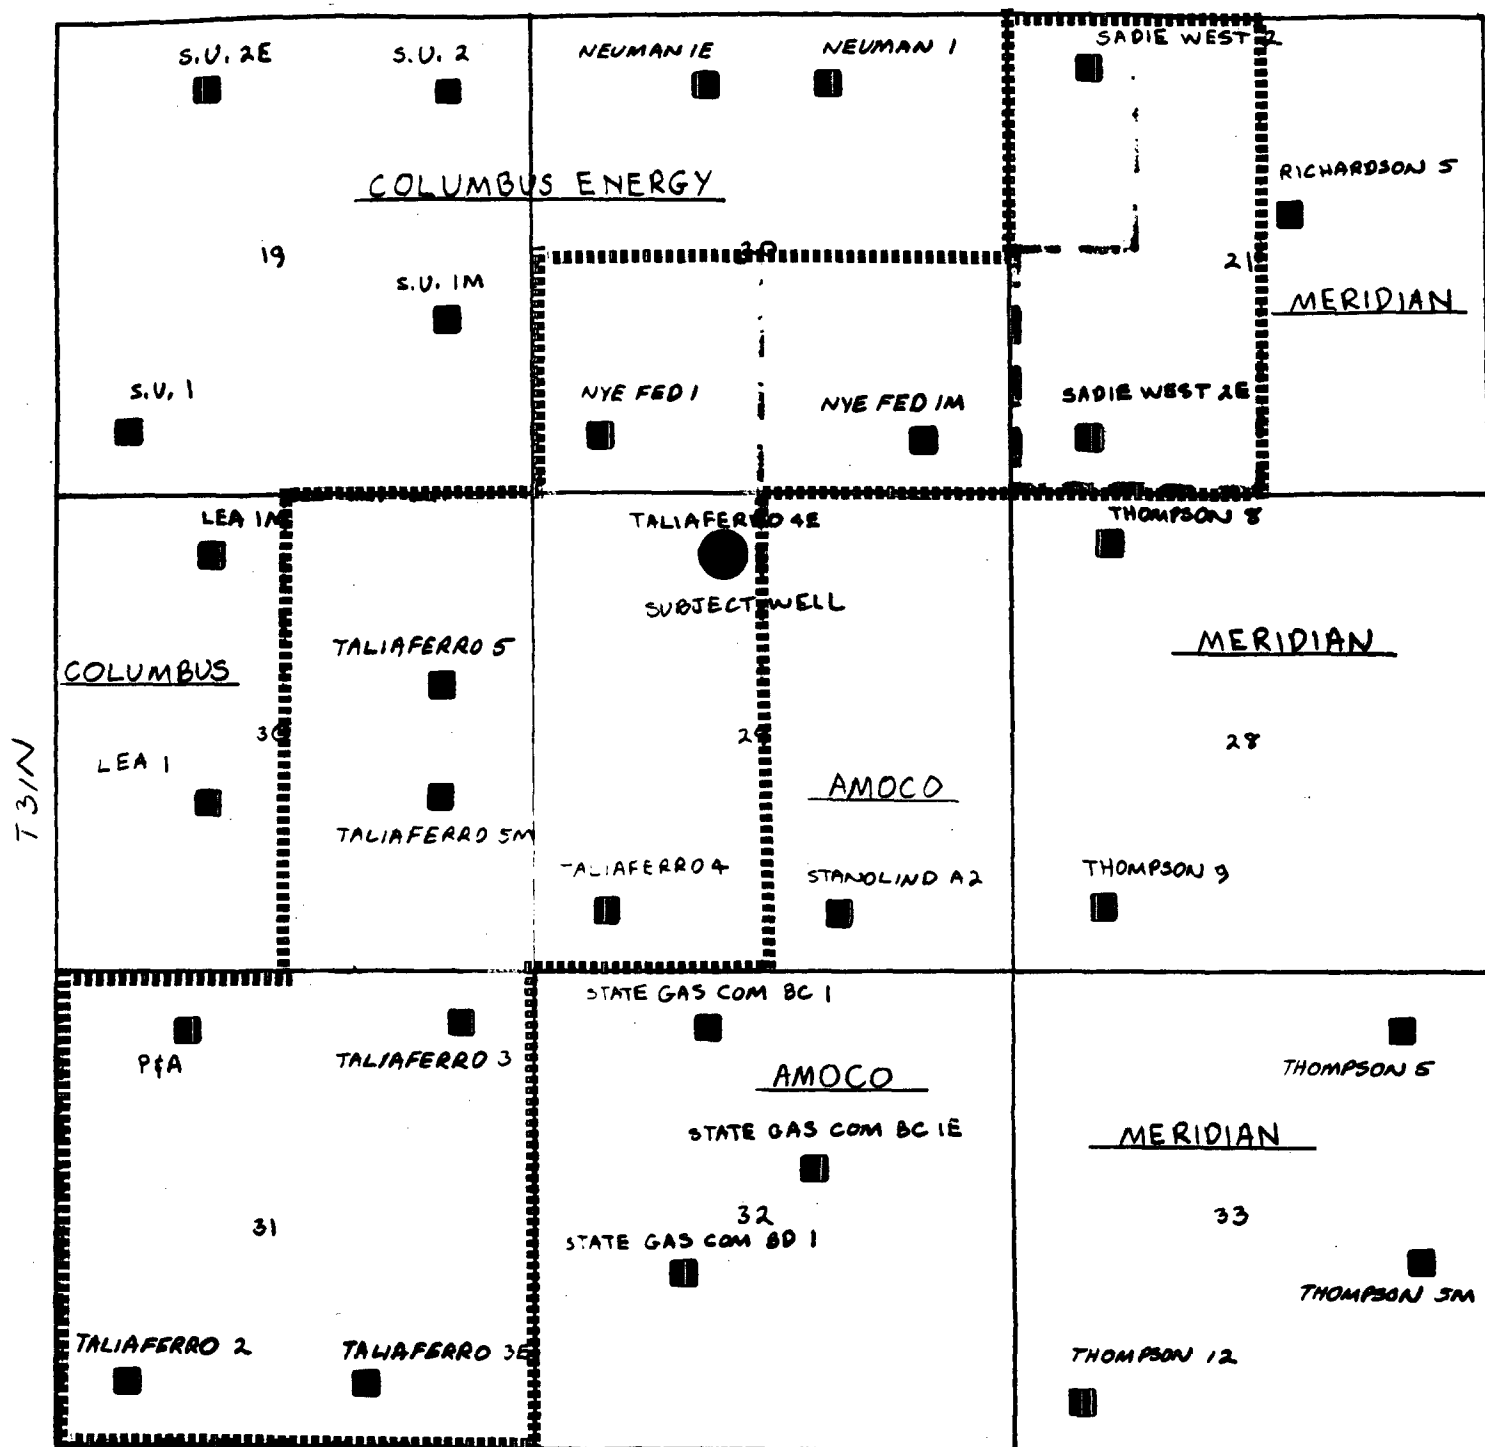 S.U. 2E
S.U. 2
NEUMAN 1E
NEUMAN 1
SADIE WEST 2
COLUMBUS ENERGY
RICHARDSON 5
19
20
21
S.U. 1M
MERIDIAN
S.U. 1
NYE FED 1
NYE FED 1M
SADIE WEST 2E
LEA 1M
TALIAFERRO 4E
THOMPSON 8
SUBJECT WELL
TALIAFERRO 5
MERIDIAN
COLUMBUS
30
29
28
T31N
LEA 1
AMOCO
TALIAFERRO 5M
TALIAFERRO 4
STANOLIND A2
THOMPSON 9
STATE GAS COM BC 1
P&A
TALIAFERRO 3
AMOCO
THOMPSON 5
STATE GAS COM BC 1E
MERIDIAN
31
32
33
STATE GAS COM BD 1
THOMPSON 5M
TALIAFERRO 2
TALIAFERRO 3E
THOMPSON 12